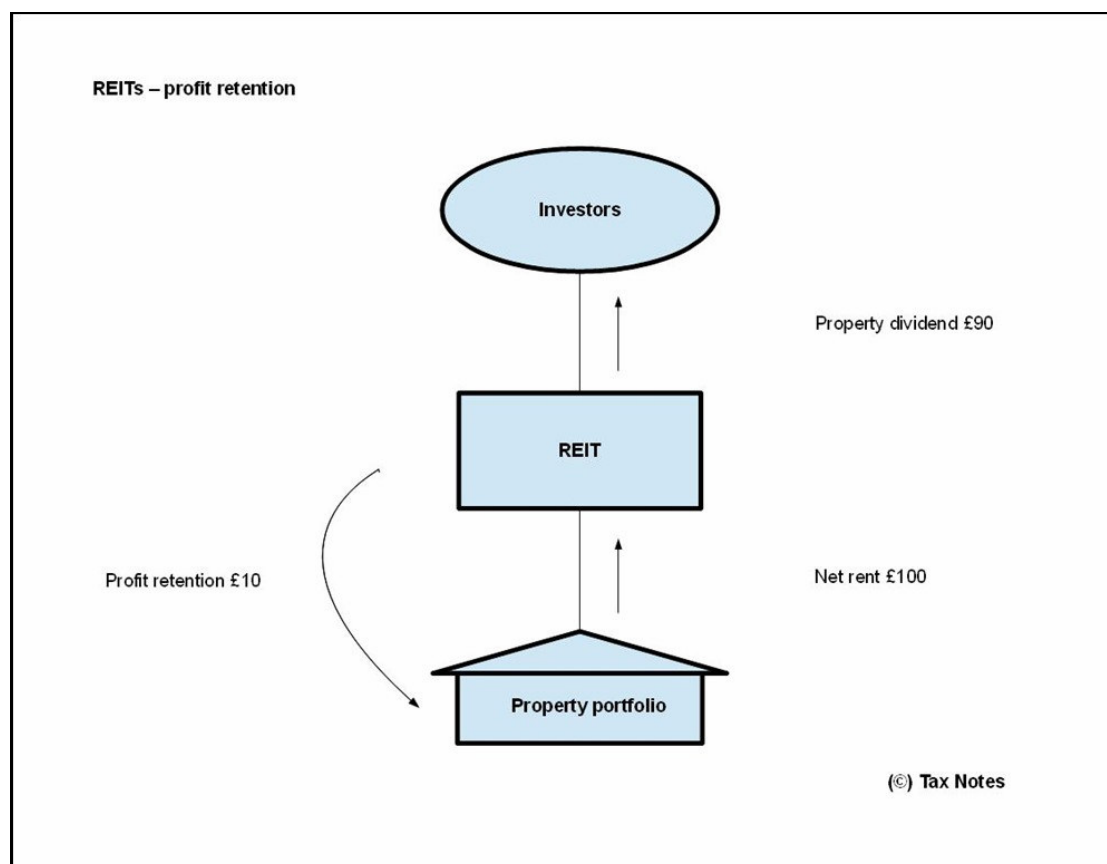 REITs – profit retention
Investors
Property dividend £90
REIT
Profit retention £10
Net rent £100
Property portfolio
(©) Tax Notes